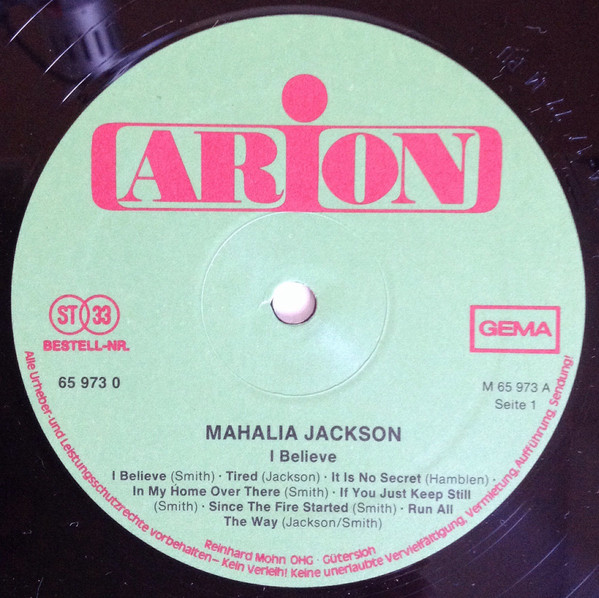 ARION
ST 33
BESTELL-NR.
65 973 0
GEMA
M 65 973 A
Seite 1
MAHALIA JACKSON
I Believe
I Believe (Smith) · Tired (Jackson) · It Is No Secret (Hamblen) ·
In My Home Over There (Smith) · If You Just Keep Still
(Smith) · Since The Fire Started (Smith) · Run All
The Way (Jackson/Smith)
Reinhard Mohn OHG · Gütersloh
Alle Urheber- und Leistungsschutzrechte vorbehalten – Kein Verleih! Keine unerlaubte Vervielfältigung, Vermietung, Aufführung, Sendung!